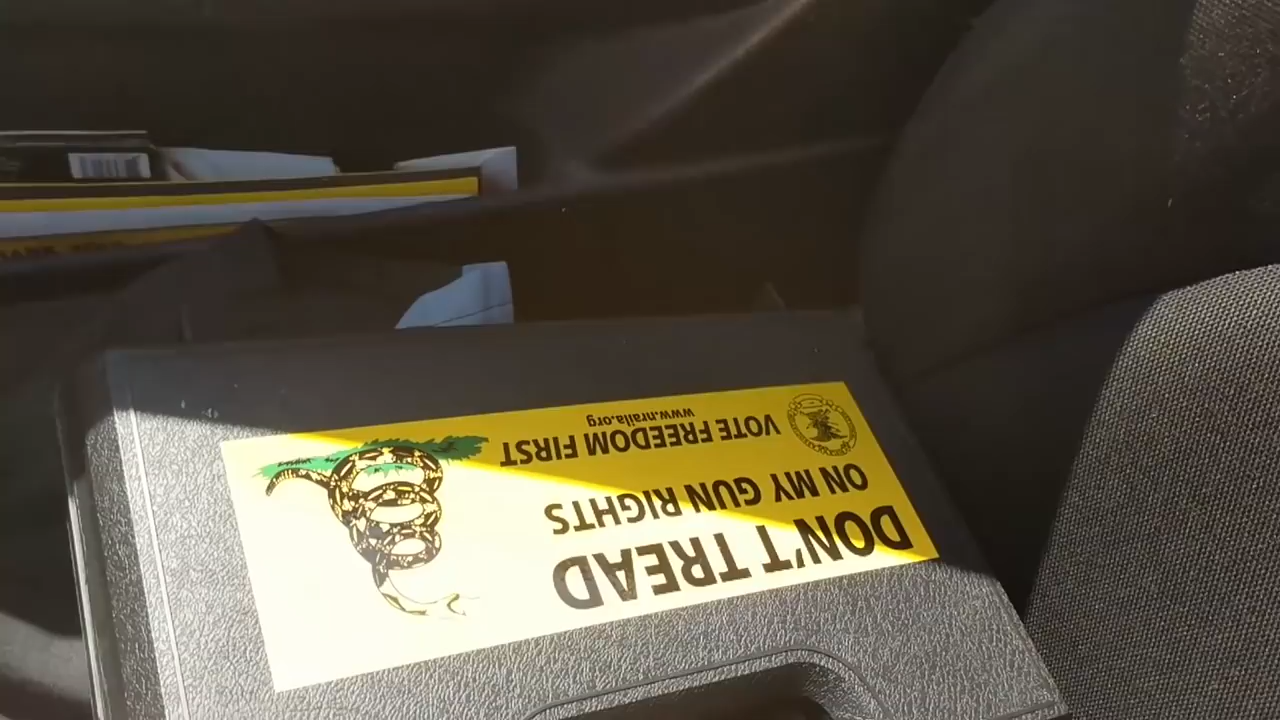 DON'T TREAD
ON MY GUN RIGHTS
VOTE FREEDOM FIRST
www.nraila.org